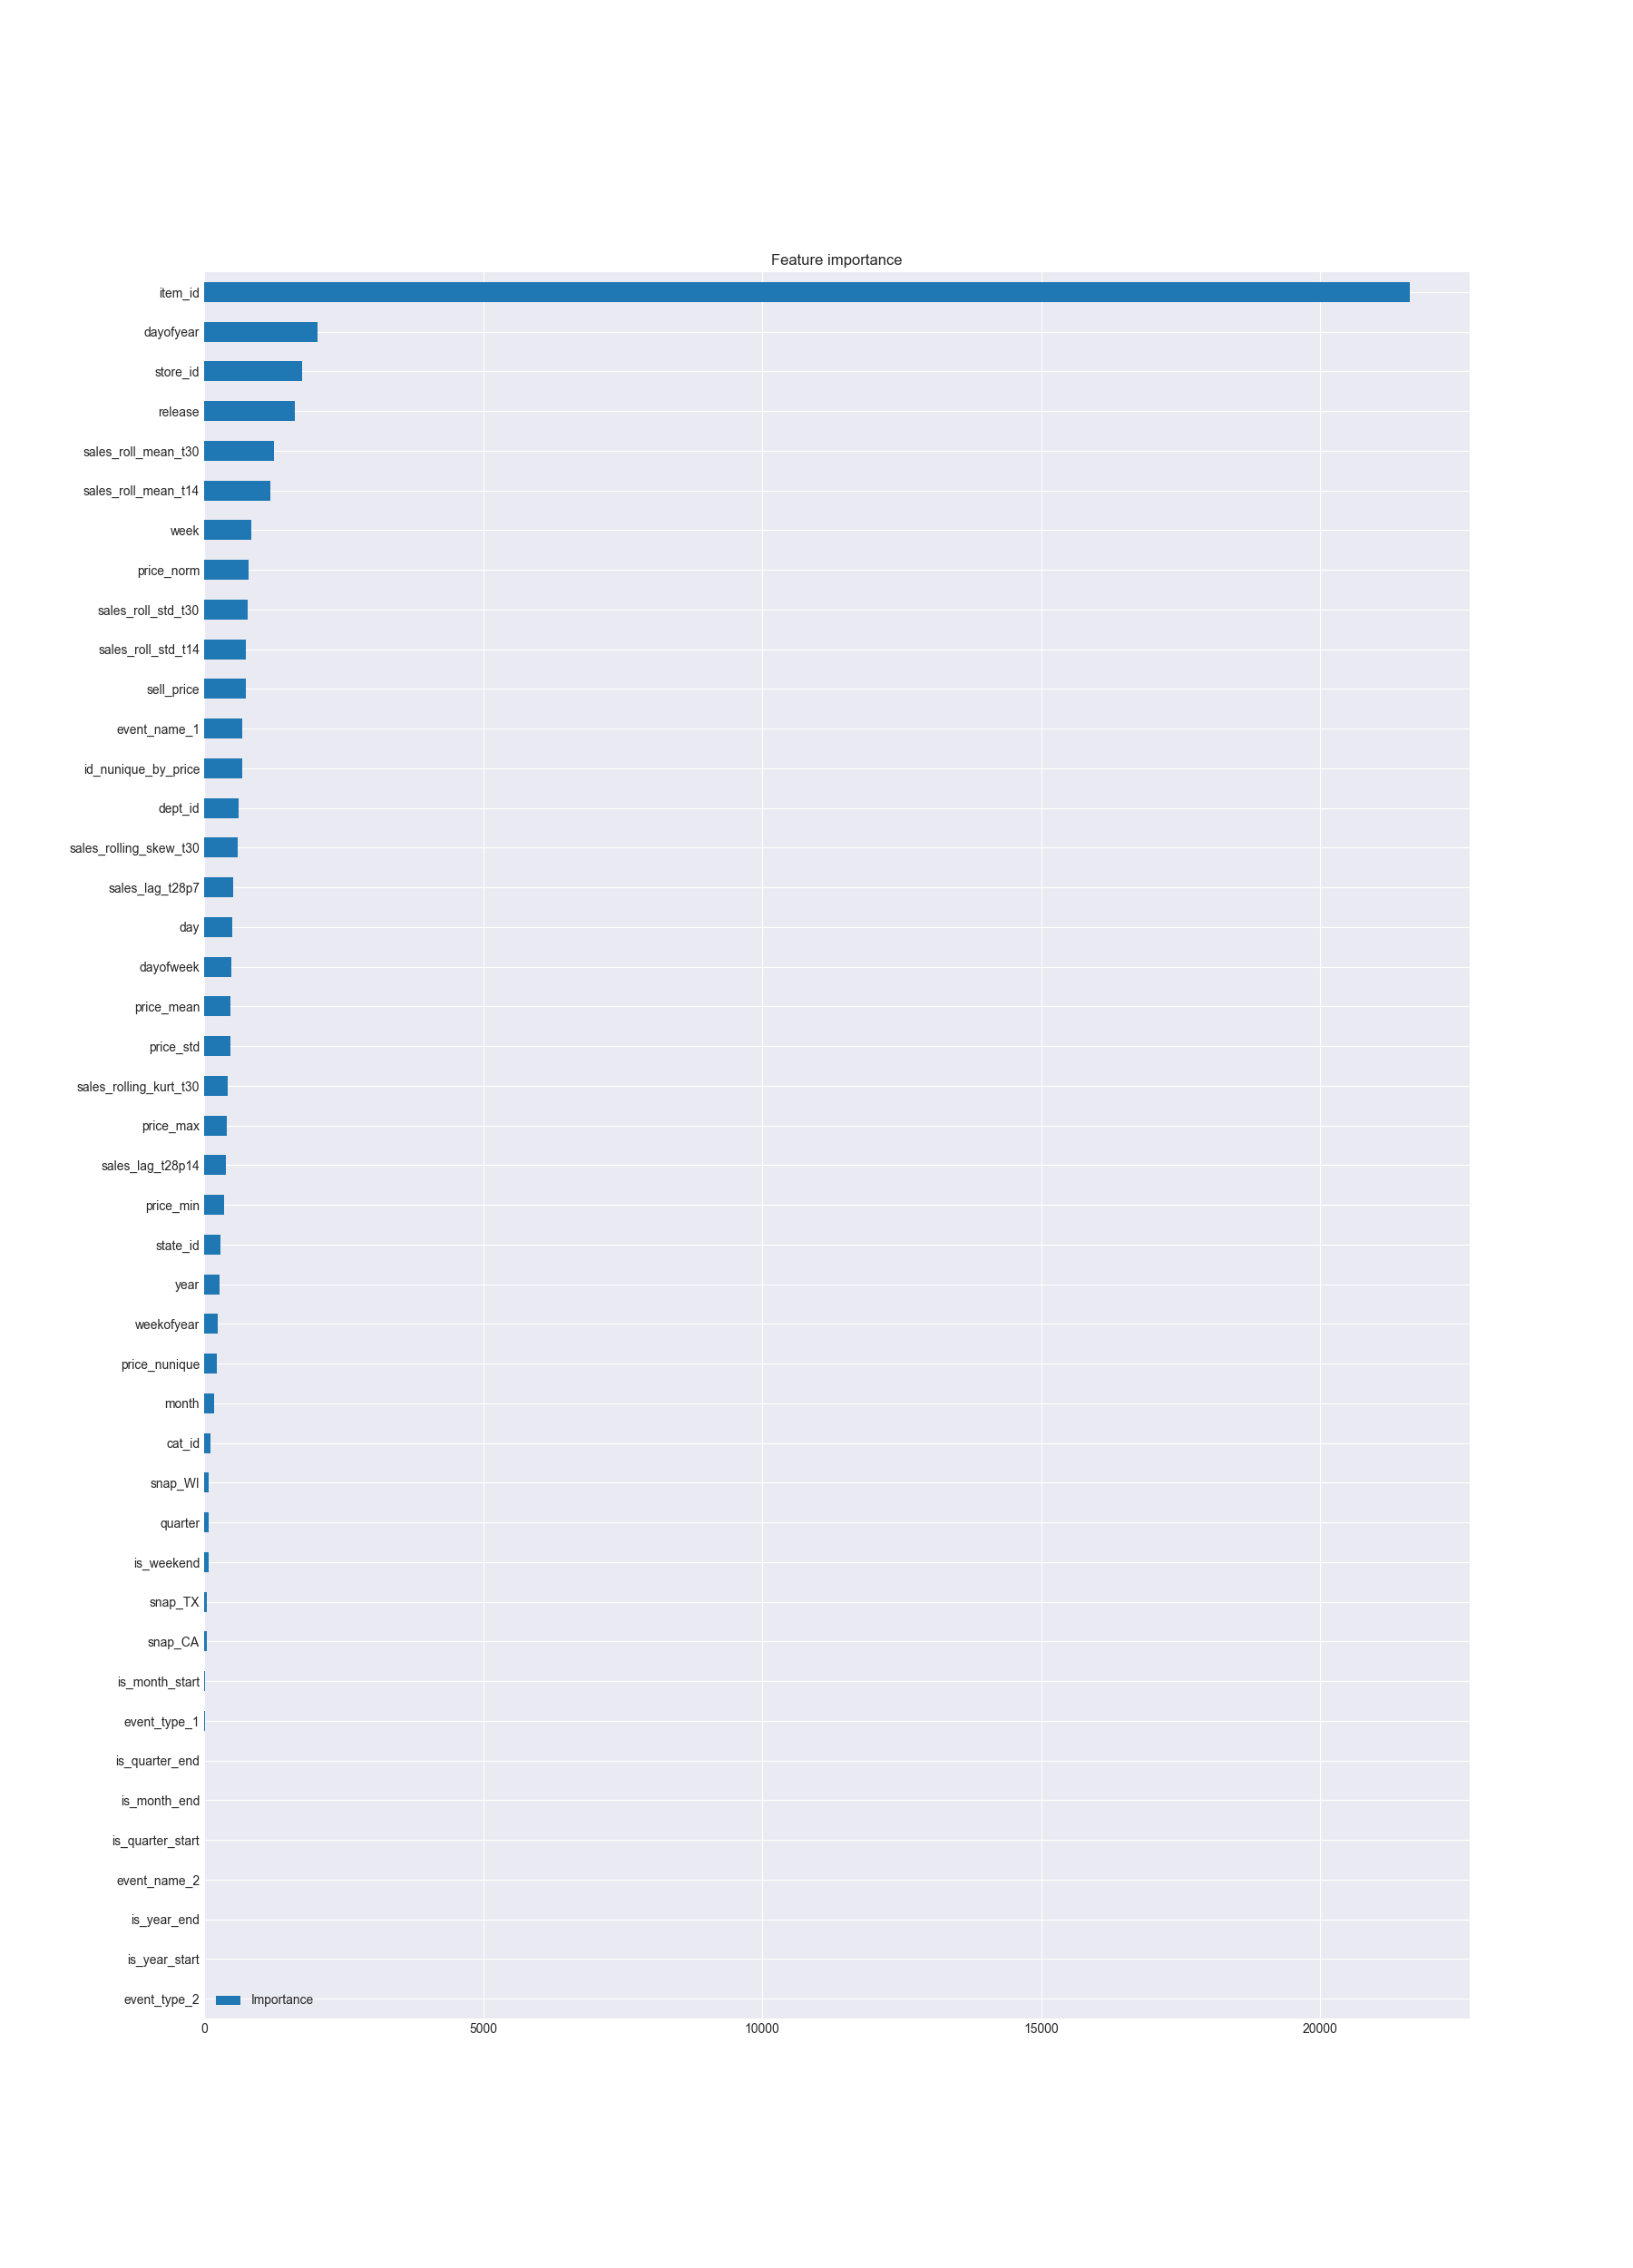 Feature importance
item_id
dayofyear
store_id
release
sales_roll_mean_t30
sales_roll_mean_t14
week
price_norm
sales_roll_std_t30
sales_roll_std_t14
sell_price
event_name_1
id_nunique_by_price
dept_id
sales_rolling_skew_t30
sales_lag_t28p7
day
dayofweek
price_mean
price_std
sales_rolling_kurt_t30
price_max
sales_lag_t28p14
price_min
state_id
year
weekofyear
price_nunique
month
cat_id
snap_WI
quarter
is_weekend
snap_TX
snap_CA
is_month_start
event_type_1
is_quarter_end
is_month_end
is_quarter_start
event_name_2
is_year_end
is_year_start
event_type_2
Importance
0 5000 10000 15000 20000